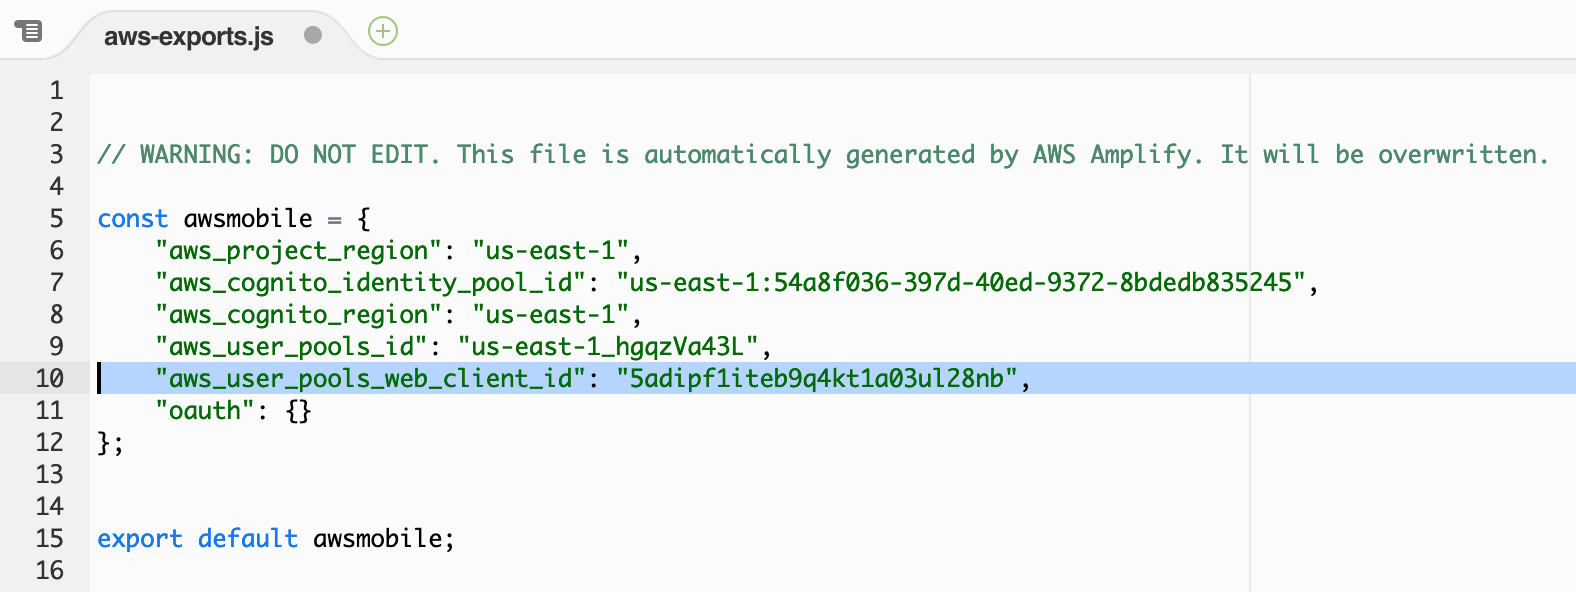 aws-exports.js
1
2
3 // WARNING: DO NOT EDIT. This file is automatically generated by AWS Amplify. It will be overwritten.
4
5 const awsmobile = {
6 "aws_project_region": "us-east-1",
7 "aws_cognito_identity_pool_id": "us-east-1:54a8f036-397d-40ed-9372-8bdedb835245",
8 "aws_cognito_region": "us-east-1",
9 "aws_user_pools_id": "us-east-1_hgqzVa43L",
10 "aws_user_pools_web_client_id": "5adipf1iteb9q4kt1a03ul28nb",
11 "oauth": {}
12 };
13
14
15 export default awsmobile;
16